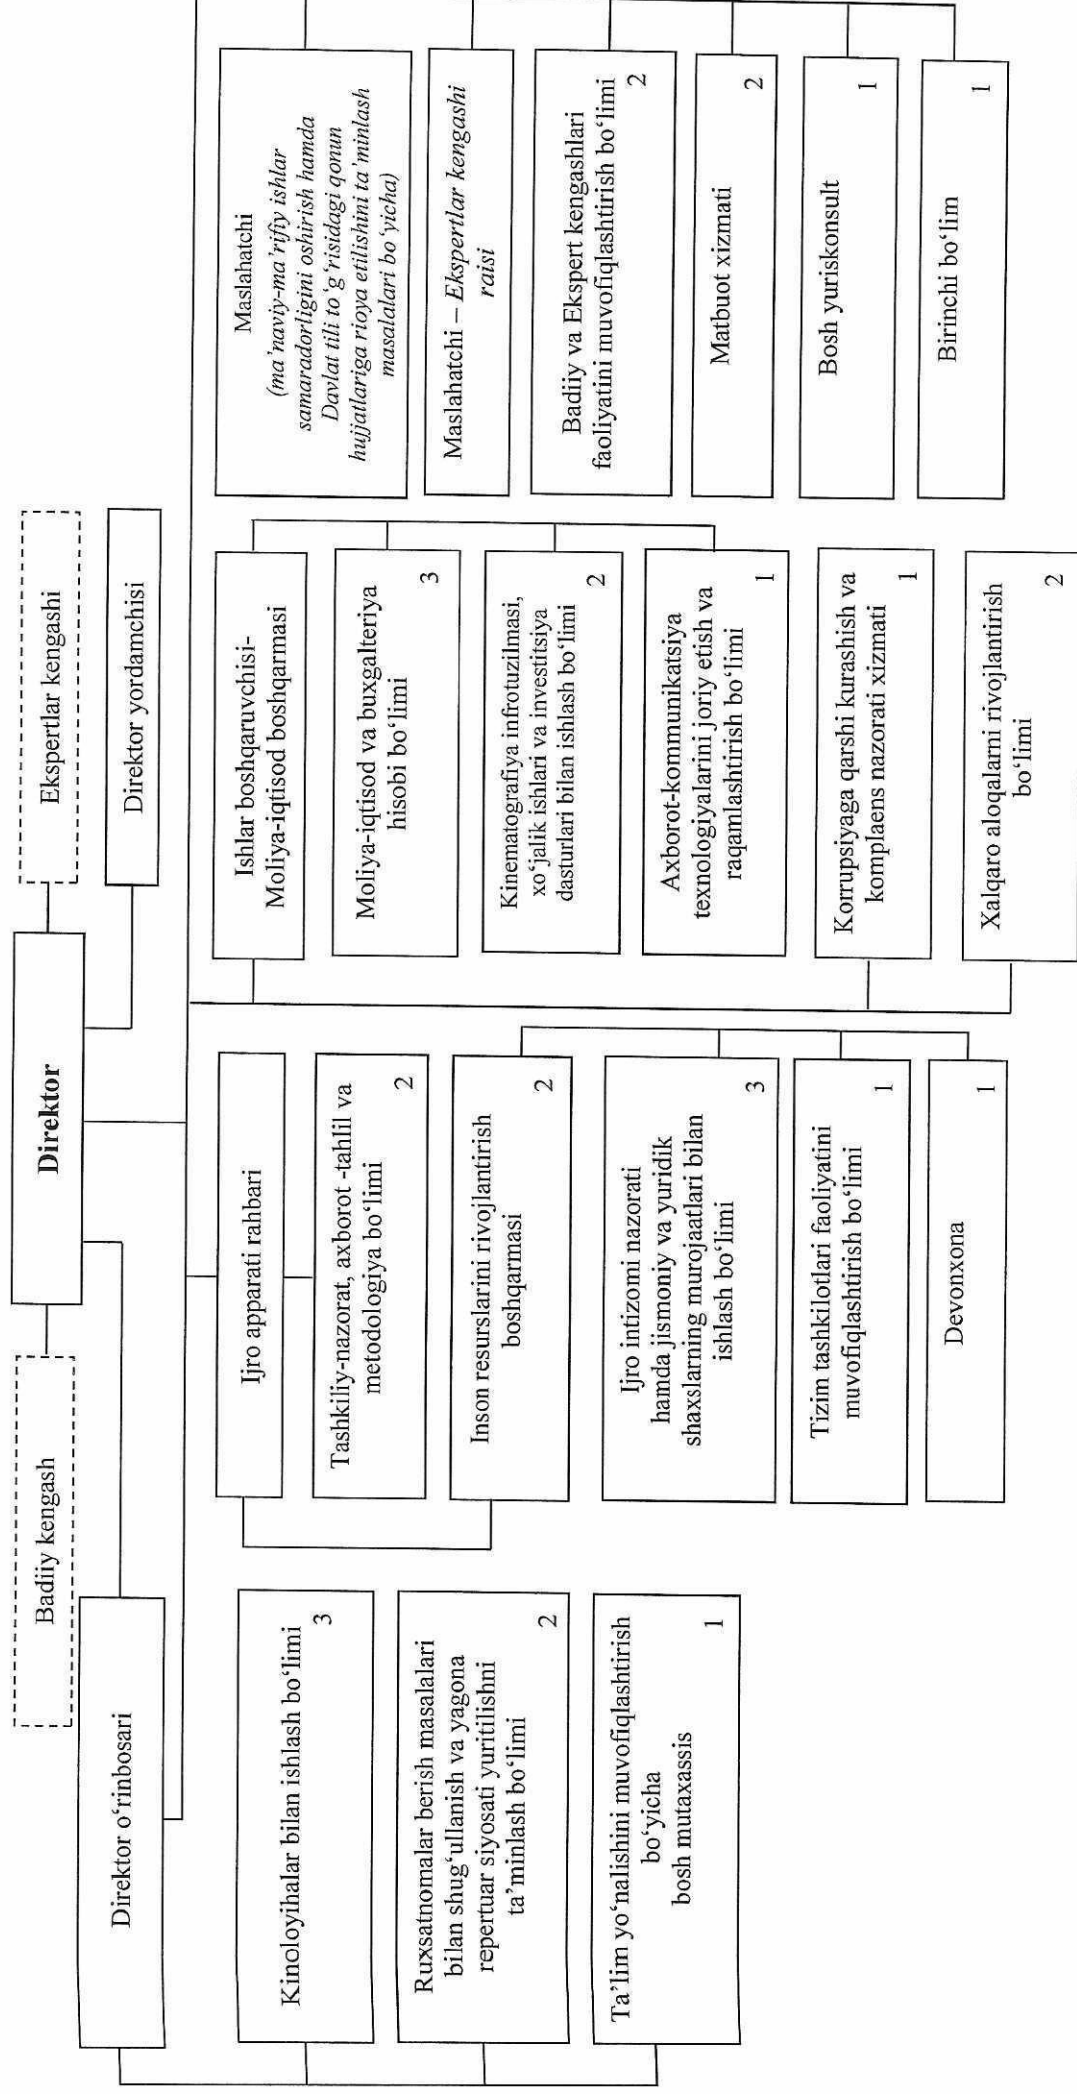 Badiiy kengash
Direktor
Ekspertlar kengashi
Direktor o‘rinbosari
Direktor yordamchisi
Kinoloyihalar bilan ishlash bo‘limi
3
Ruxsatnomalar berish masalalari
bilan shug‘ullanish va yagona
repertuar siyosati yuritilishni
ta’minlash bo‘limi
2
Ta’lim yo‘nalishini muvofiqlashtirish
bo‘yicha
bosh mutaxassis
1
Ijro apparati rahbari
Tashkiliy-nazorat, axborot -tahlil va
metodologiya bo‘limi
2
Inson resurslarini rivojlantirish
boshqarmasi
2
Ijro intizomi nazorati
hamda jismoniy va yuridik
shaxslarning murojaatlari bilan
ishlash bo‘limi
3
Tizim tashkilotlari faoliyatini
muvofiqlashtirish bo‘limi
1
Devonxona
1
Ishlar boshqaruvchisi-
Moliya-iqtisod boshqarmasi
Moliya-iqtisod va buxgalteriya
hisobi bo‘limi
3
Kinematografiya infrotuzilmasi,
xo‘jalik ishlari va investitsiya
dasturlari bilan ishlash bo‘limi
2
Axborot-kommunikatsiya
texnologiyalarini joriy etish va
raqamlashtirish bo‘limi
1
Korrupsiyaga qarshi kurashish va
komplaens nazorati xizmati
1
Xalqaro aloqalarni rivojlantirish
bo‘limi
2
Maslahatchi
(ma’naviy-ma’rifiy ishlar
samaradorligini oshirish hamda
Davlat tili to‘g‘risidagi qonun
hujjatlariga rioya etilishini ta’minlash
masalalari bo‘yicha)
Maslahatchi – Ekspertlar kengashi
raisi
Badiiy va Ekspert kengashlari
faoliyatini muvofiqlashtirish bo‘limi
2
Matbuot xizmati
2
Bosh yuriskonsult
1
Birinchi bo‘lim
1